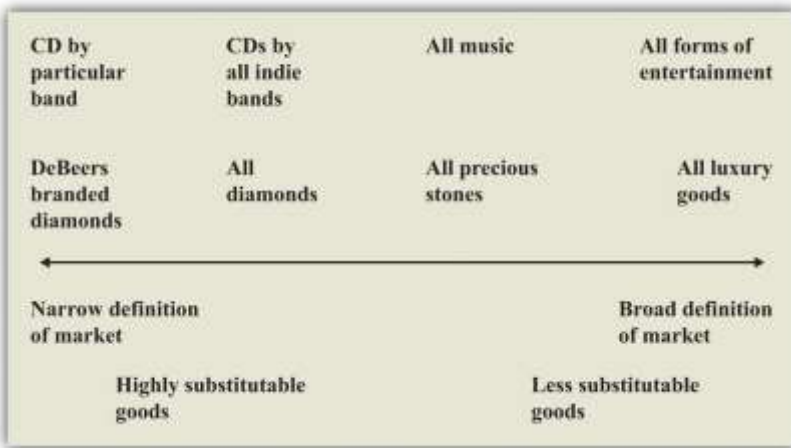 CD by
particular
band
CDs by
all indie
bands
All music
All forms of
entertainment
DeBeers
branded
diamonds
All
diamonds
All precious
stones
All luxury
goods
Narrow definition
of market
Broad definition
of market
Highly substitutable
goods
Less substitutable
goods